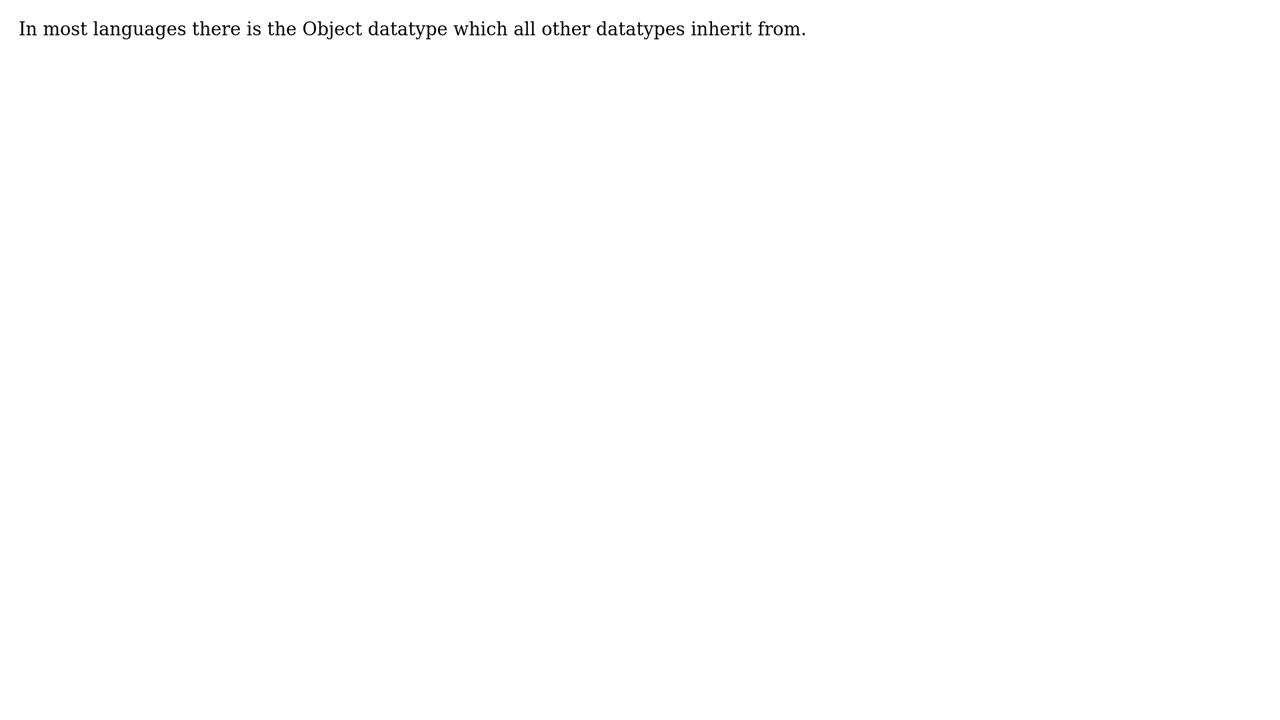 In most languages there is the Object datatype which all other datatypes inherit from.